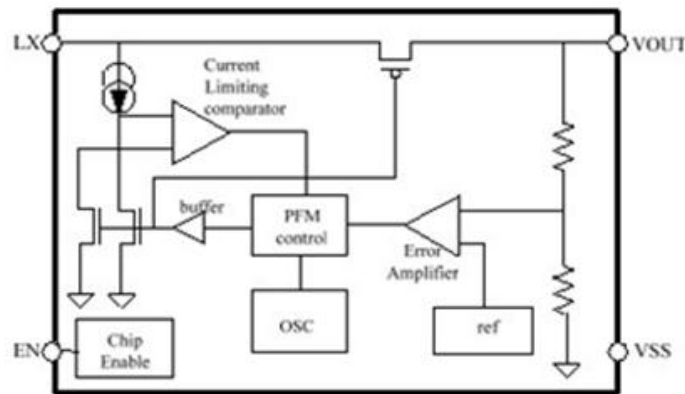 LX
VOUT
Current
Limiting
comparator
buffer
PFM
control
Error
Amplifier
OSC
ref
EN
Chip
Enable
VSS